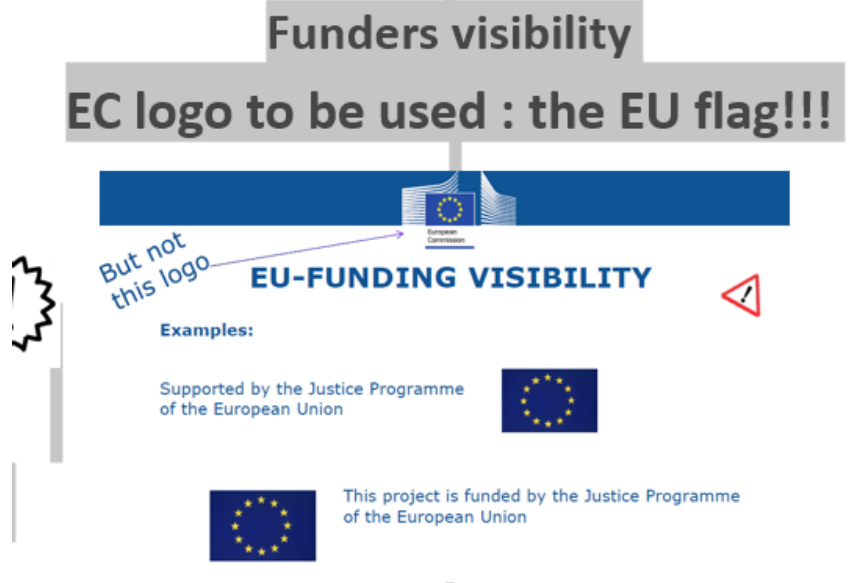 Funders visibility
EC logo to be used : the EU flag!!!
European
Commission
But not
this logo
EU-FUNDING VISIBILITY
!
Examples:
Supported by the Justice Programme
of the European Union
This project is funded by the Justice Programme
of the European Union